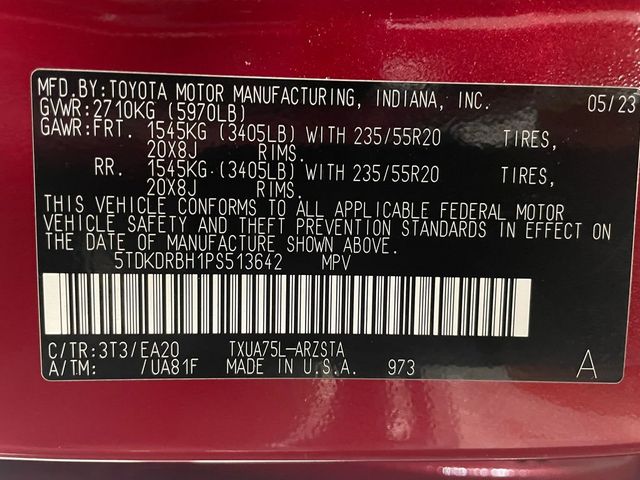 MFD.BY:TOYOTA MOTOR MANUFACTURING, INDIANA, INC. 05/23
GVWR:2710KG (5970LB)
GAWR:FRT. 1545KG (3405LB) WITH 235/55R20 TIRES,
20X8J RIMS.
RR. 1545KG (3405LB) WITH 235/55R20 TIRES,
20X8J RIMS.
THIS VEHICLE CONFORMS TO ALL APPLICABLE FEDERAL MOTOR
VEHICLE SAFETY AND THEFT PREVENTION STANDARDS IN EFFECT ON
THE DATE OF MANUFACTURE SHOWN ABOVE.
5TDKDRBH1PS513642 MPV
C/TR:3T3/EA20 TXUA75L-ARZSTA
A/TM: /UA81F MADE IN U.S.A. 973 A